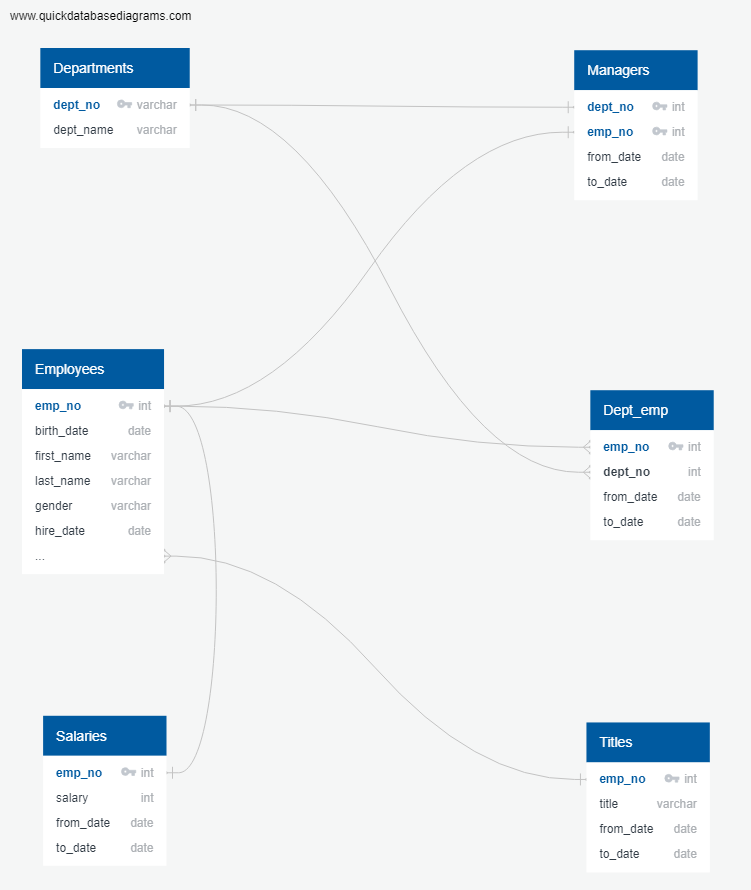 www.quickdatabasediagrams.com
Departments
dept_no varchar
dept_name varchar
Managers
dept_no int
emp_no int
from_date date
to_date date
Employees
emp_no int
birth_date date
first_name varchar
last_name varchar
gender varchar
hire_date date
...
Dept_emp
emp_no int
dept_no int
from_date date
to_date date
Salaries
emp_no int
salary int
from_date date
to_date date
Titles
emp_no int
title varchar
from_date date
to_date date